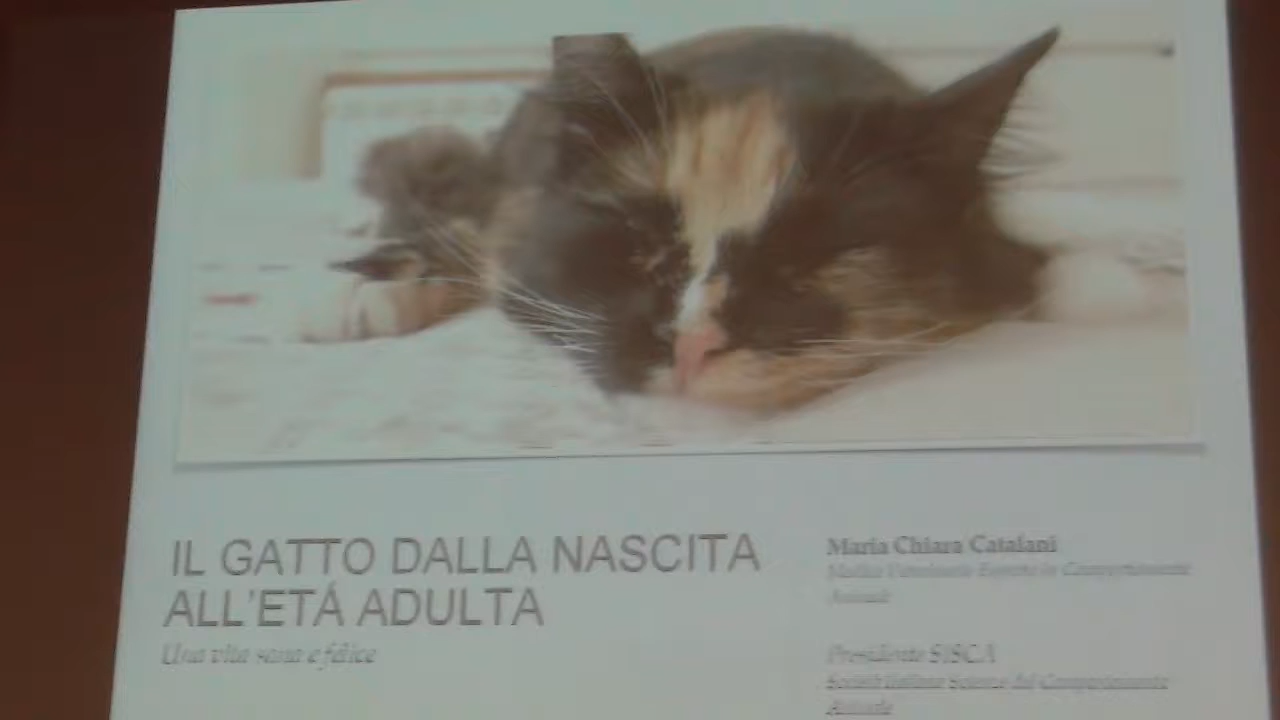 IL GATTO DALLA NASCITA
ALL'ETÁ ADULTA
Una vita sana e felice
Maria Chiara Catalani
Medico Veterinario Esperto in Comportamento
Animale
Presidente SISCA
Società Italiana Scienze del Comportamento
Animale